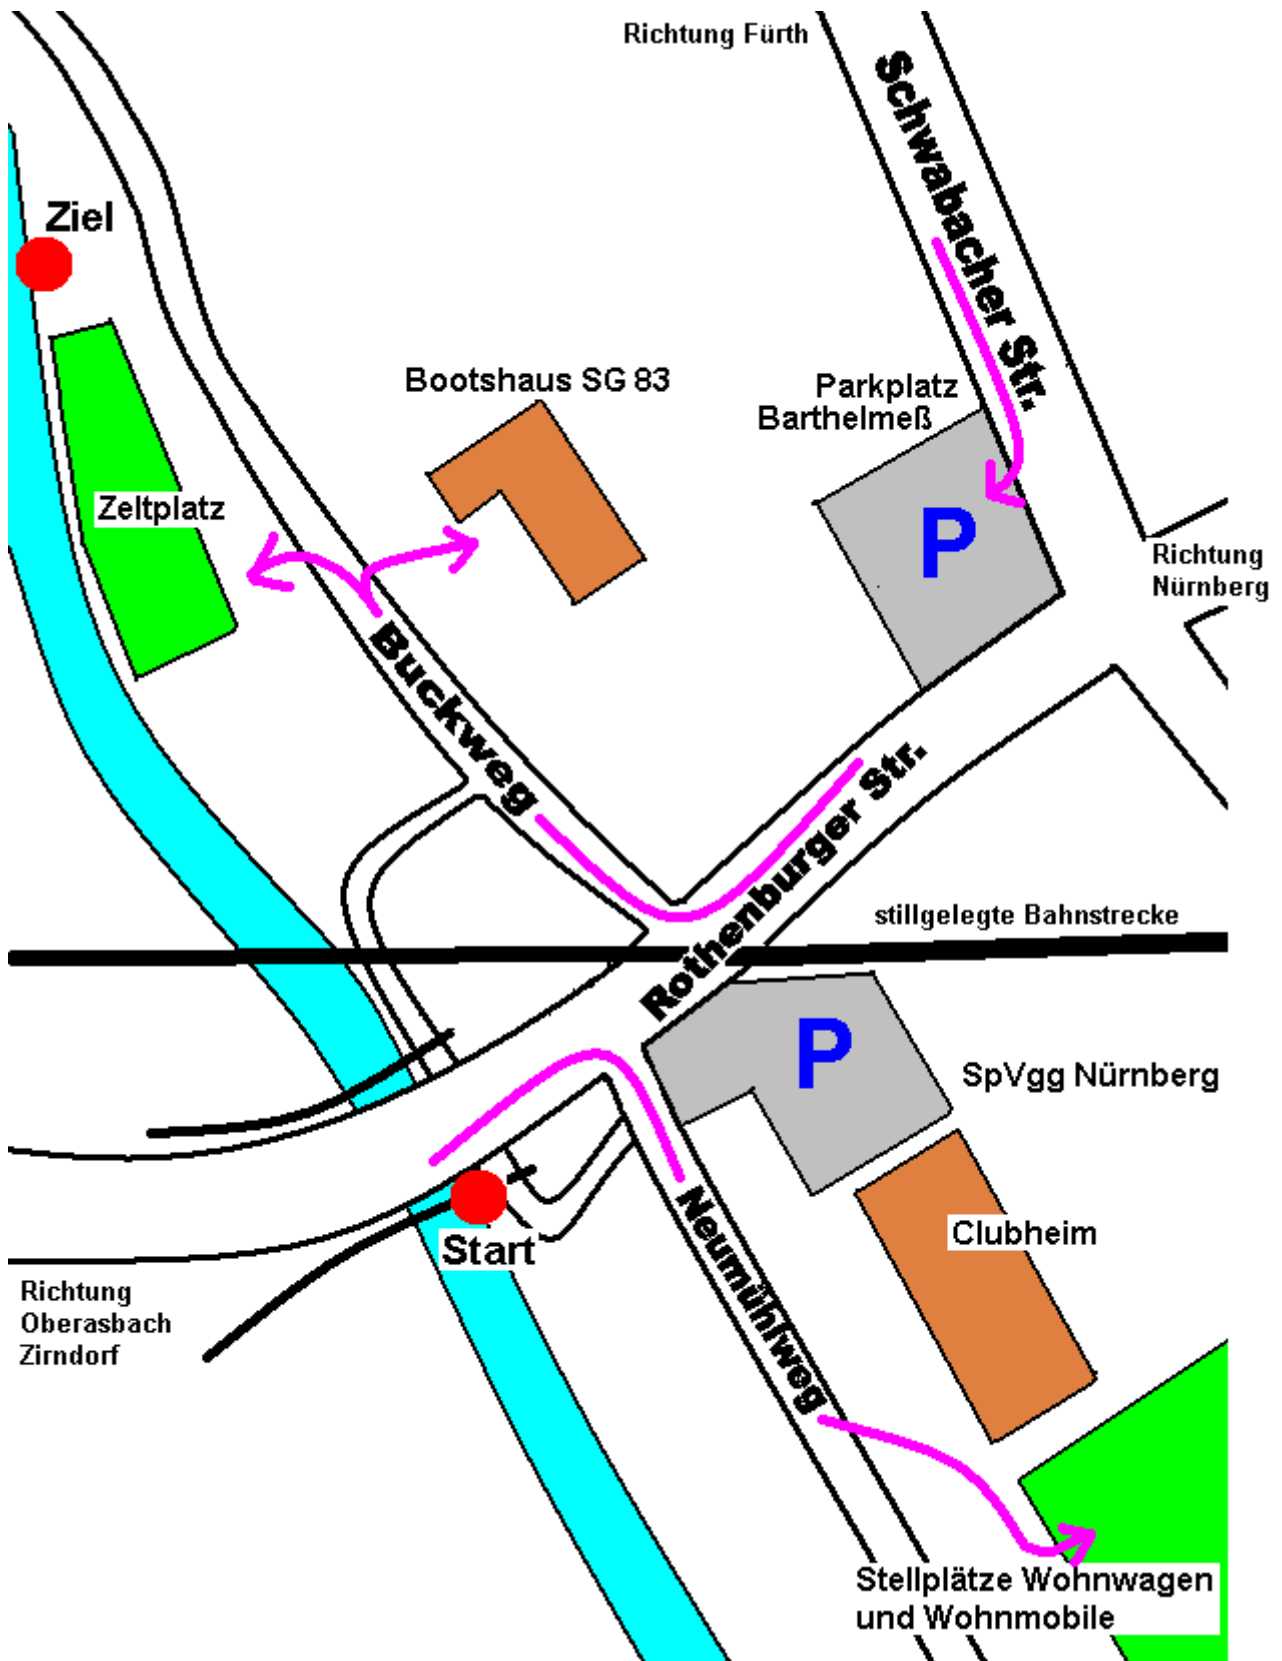 Richtung Fürth
Schwabacher Str.
Ziel
Bootshaus SG 83
Parkplatz
Barthelmeß
Zeltplatz
P
Richtung
Nürnberg
Buckweg
Rothenburger Str.
stillgelegte Bahnstrecke
P
SpVgg Nürnberg
Start
Neumühlweg
Clubheim
Richtung
Oberasbach
Zirndorf
Stellplätze Wohnwagen
und Wohnmobile